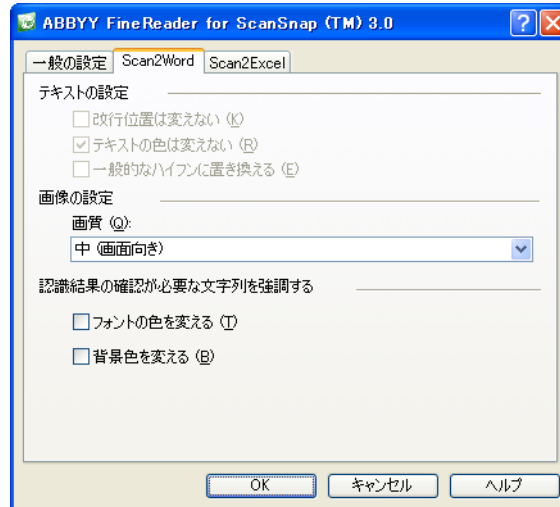 ABBYY FineReader for ScanSnap (TM) 3.0
一般の設定 Scan2Word Scan2Excel
テキストの設定
改行位置は変えない (K)
テキストの色は変えない (R)
一般的なハイフンに置き換える (E)
画像の設定
画質 (Q):
中 (画面向き)
認識結果の確認が必要な文字列を強調する
フォントの色を変える (T)
背景色を変える (B)
OK キャンセル ヘルプ